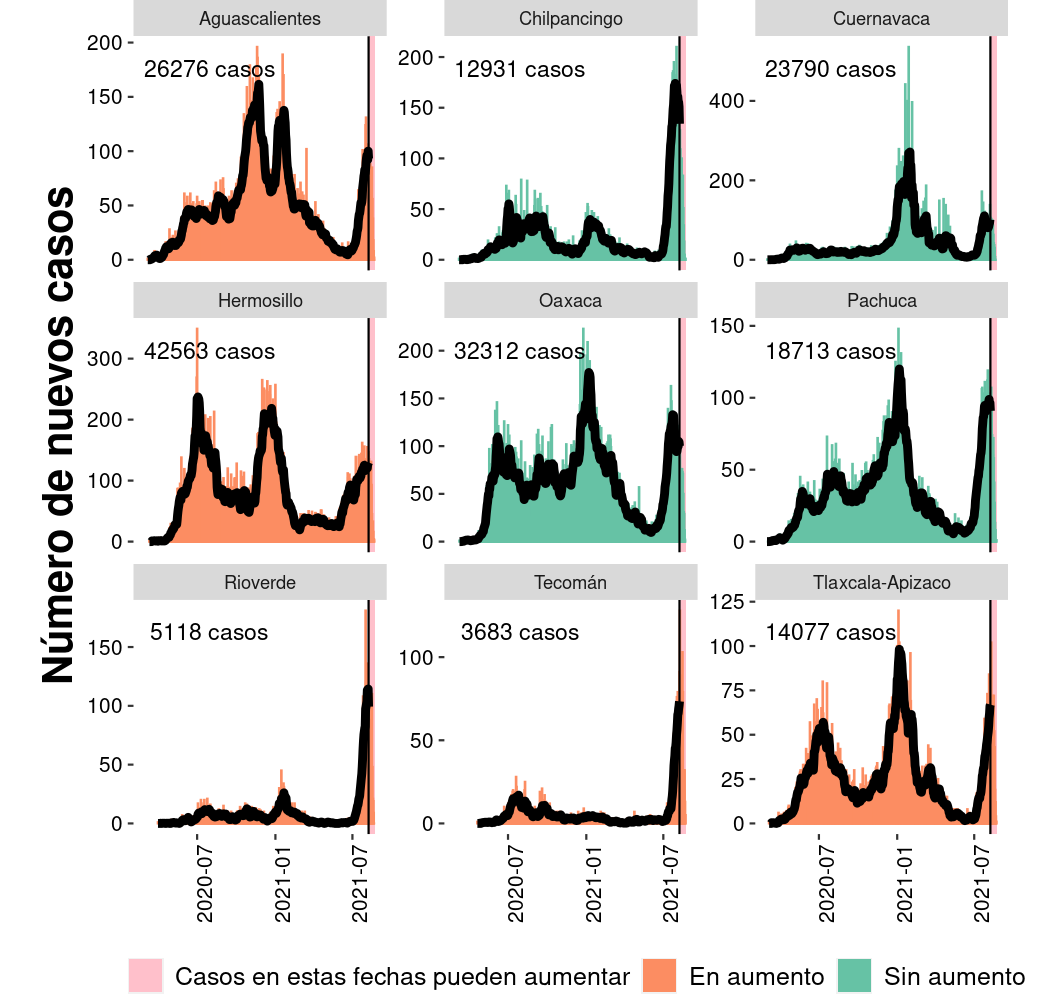 Número de nuevos casos
Aguascalientes
200
150
100
50
0
26276 casos
Chilpancingo
200
150
100
50
0
12931 casos
Cuernavaca
400
200
0
23790 casos
Hermosillo
300
200
100
0
42563 casos
Oaxaca
200
150
100
50
0
32312 casos
Pachuca
150
100
50
0
18713 casos
Rioverde
150
100
50
0
5118 casos
2020-07
2021-01
2021-07
Tecomán
100
50
0
3683 casos
2020-07
2021-01
2021-07
Tlaxcala-Apizaco
125
100
75
50
25
0
14077 casos
2020-07
2021-01
2021-07
Casos en estas fechas pueden aumentar
En aumento
Sin aumento